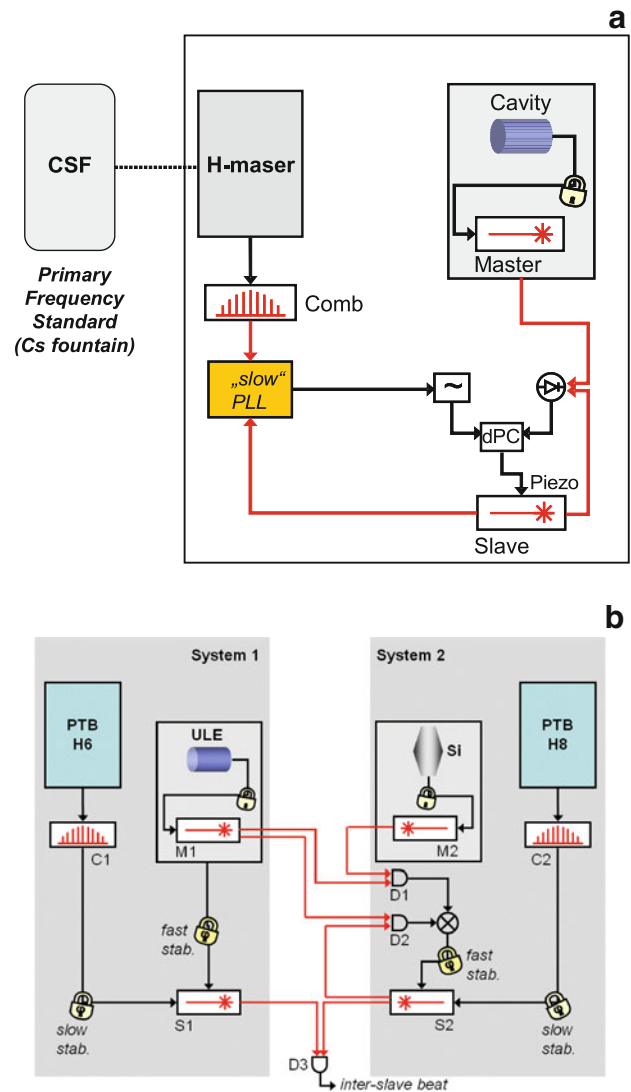 a
Cavity
CSF
H-maser
Master
Primary
Frequency
Standard
(Cs fountain)
Comb
„slow“
PLL
~
dPC
Piezo
Slave
b
System 1
System 2
PTB
H6
ULE
Si
PTB
H8
C1
M1
M2
C2
D1
D2
fast
stab.
fast
stab.
slow
stab.
S1
S2
slow
stab.
D3
inter-slave beat